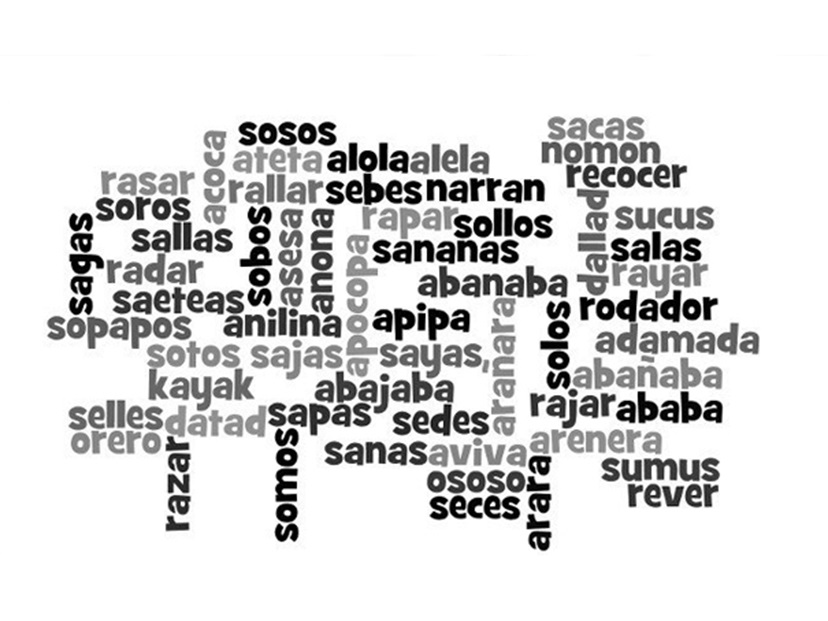 sosos
sacas
acoca
ateta
alola
alela
nomon
rasar
rallar
sebes
narran
recocer
soros
rapar
sollos
dallad
sucus
sagas
sallas
sobos
asesa
anona
sananas
salas
radar
apocopa
abanaba
rayar
saeteas
rodador
sopapos
anilina
apipa
arañara
solos
adamada
sotos
sajas
sayas
abañaba
kayak
abajaba
rajar
ababa
selles
datad
sapas
sedes
orero
arenera
razar
somos
sanas
aviva
sumus
ososo
arara
rever
seces